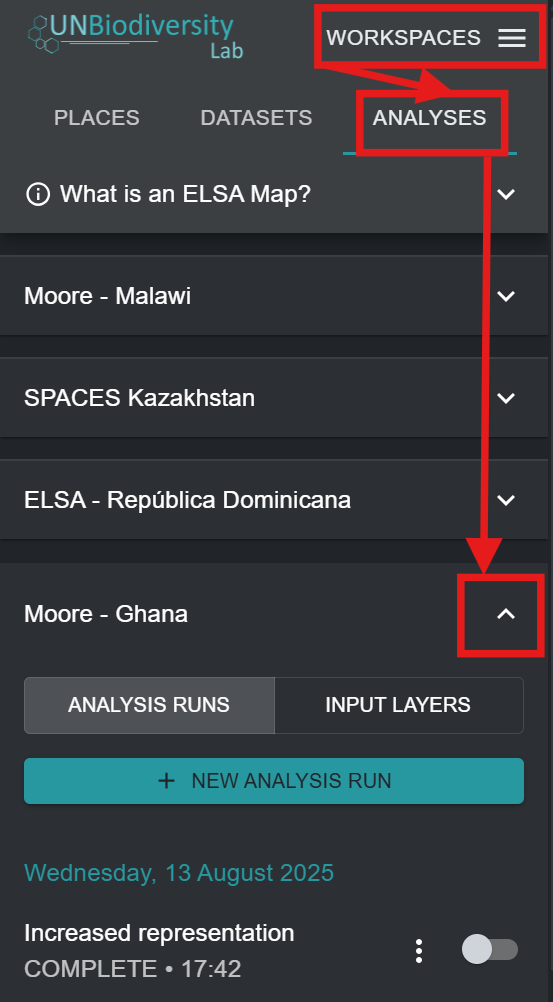 UNBiodiversity
Lab
WORKSPACES
PLACES DATASETS ANALYSES
What is an ELSA Map?
Moore - Malawi
SPACES Kazakhstan
ELSA - República Dominicana
Moore - Ghana
ANALYSIS RUNS INPUT LAYERS
+ NEW ANALYSIS RUN
Wednesday, 13 August 2025
Increased representation
COMPLETE • 17:42